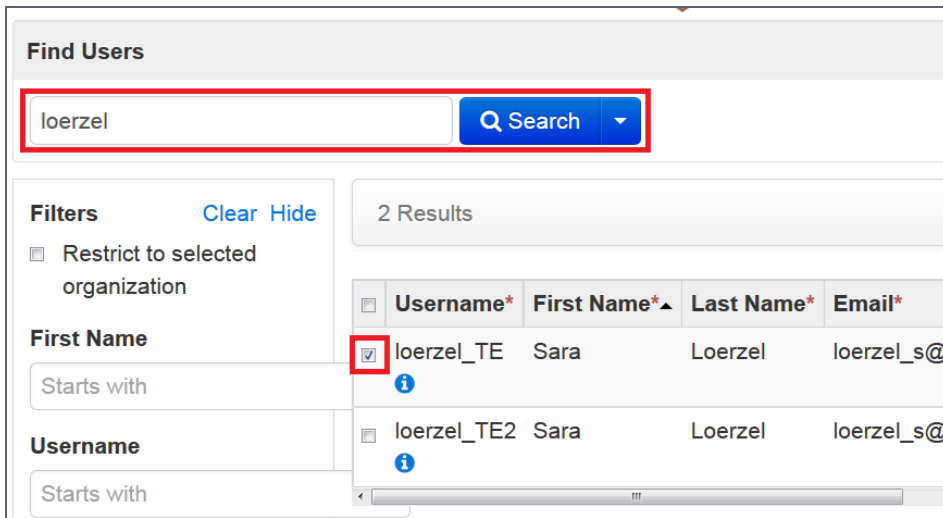 Find Users
loerzel
Search
Filters Clear Hide
Restrict to selected
organization
First Name
Starts with
Username
Starts with
2 Results
Username* First Name* Last Name* Email*
loerzel_TE Sara Loerzel loerzel_s@
loerzel_TE2 Sara Loerzel loerzel_s@